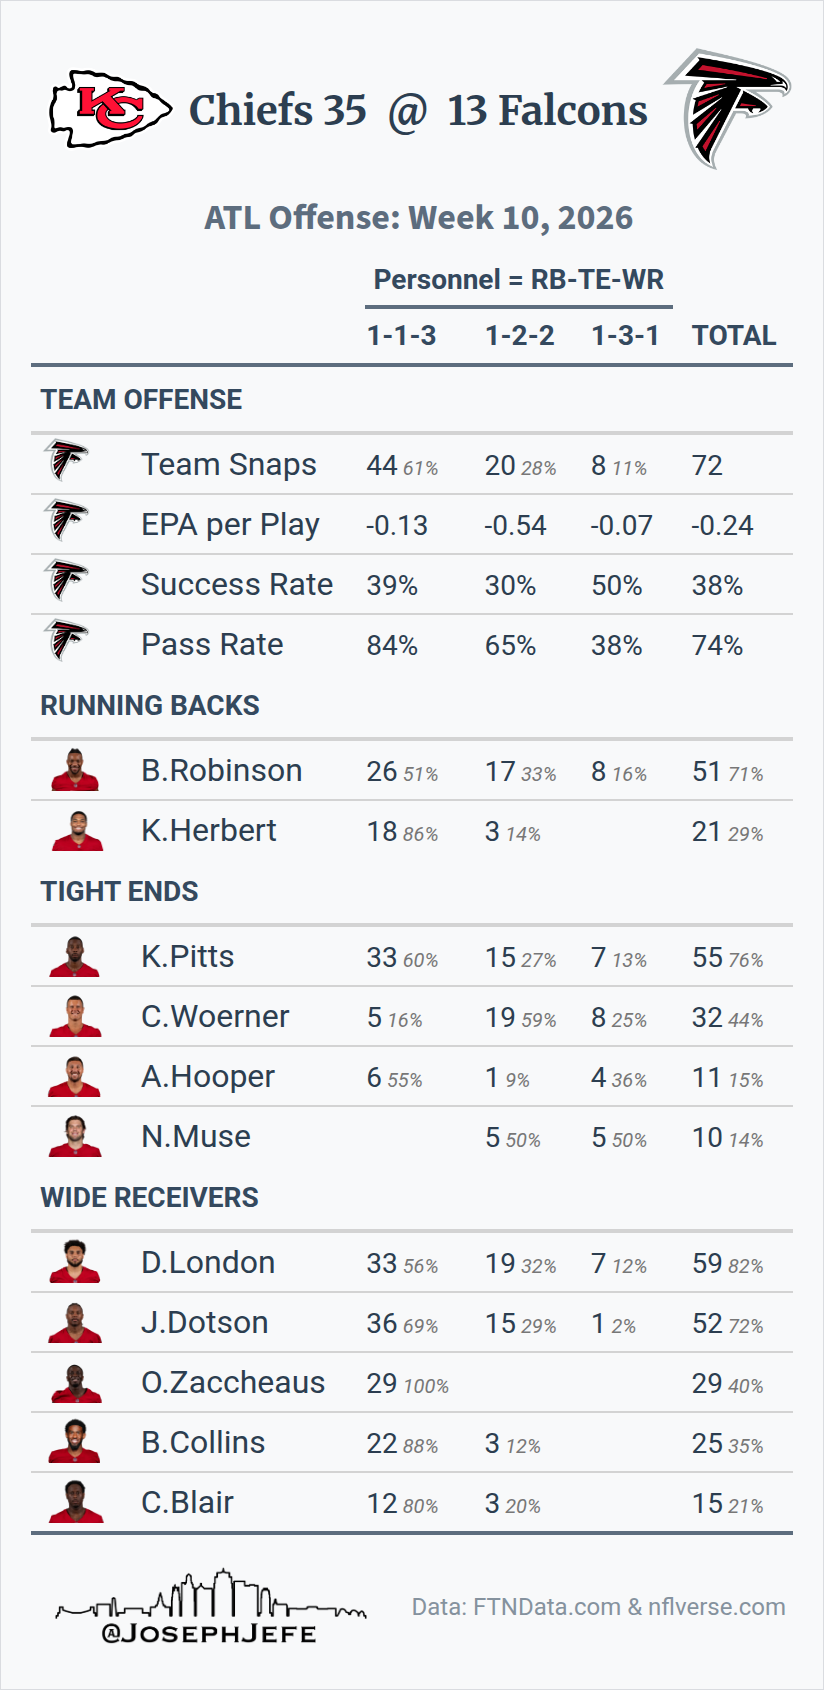 KC Chiefs 35 @ 13 Falcons
ATL Offense: Week 10, 2026
Personnel = RB-TE-WR
1-1-3 1-2-2 1-3-1 TOTAL
TEAM OFFENSE
Team Snaps 44 61% 20 28% 8 11% 72
EPA per Play -0.13 -0.54 -0.07 -0.24
Success Rate 39% 30% 50% 38%
Pass Rate 84% 65% 38% 74%
RUNNING BACKS
B.Robinson 26 51% 17 33% 8 16% 51 71%
K.Herbert 18 86% 3 14% 21 29%
TIGHT ENDS
K.Pitts 33 60% 15 27% 7 13% 55 76%
C.Woerner 5 16% 19 59% 8 25% 32 44%
A.Hooper 6 55% 1 9% 4 36% 11 15%
N.Muse 5 50% 5 50% 10 14%
WIDE RECEIVERS
D.London 33 56% 19 32% 7 12% 59 82%
J.Dotson 36 69% 15 29% 1 2% 52 72%
O.Zaccheaus 29 100% 29 40%
B.Collins 22 88% 3 12% 25 35%
C.Blair 12 80% 3 20% 15 21%
@JosephJefe
Data: FTNData.com & nflverse.com